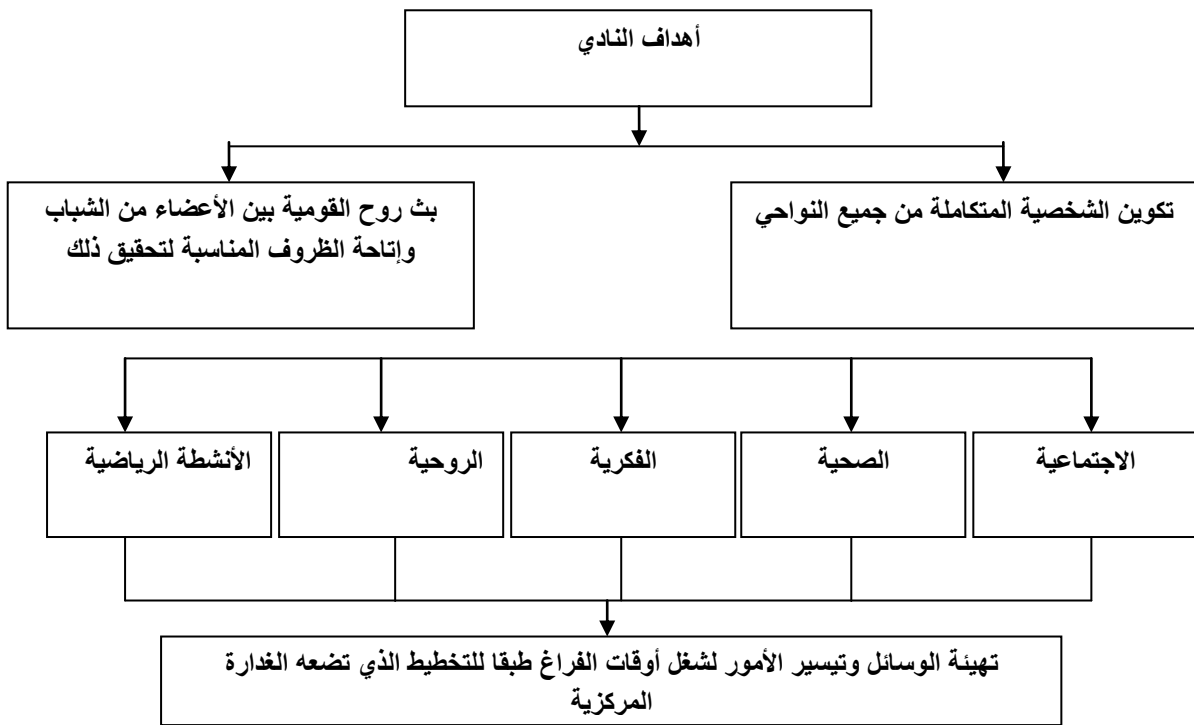 أهداف النادي
تكوين الشخصية المتكاملة من جميع النواحي
بث روح القومية بين الأعضاء من الشباب
وإتاحة الظروف المناسبة لتحقيق ذلك
الاجتماعية
الصحية
الفكرية
الروحية
الأنشطة الرياضية
تهيئة الوسائل وتيسير الأمور لشغل أوقات الفراغ طبقا للتخطيط الذي تضعه الغدارة
المركزية